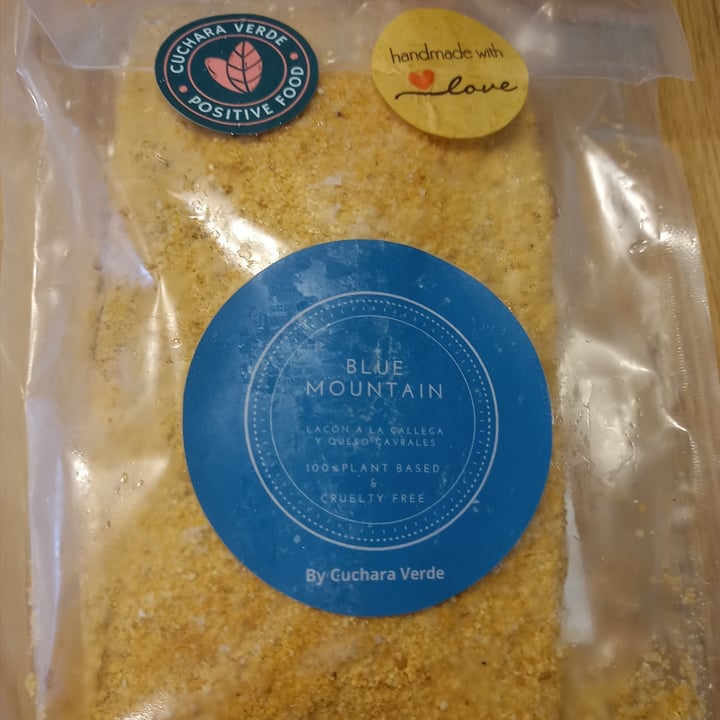 CUCHARA VERDE
POSITIVE FOOD
handmade with
love
BLUE
MOUNTAIN
LACÓN A LA GALLEGA
Y QUESO CAVRALES
100% PLANT BASED
&
CRUELTY FREE
By Cuchara Verde